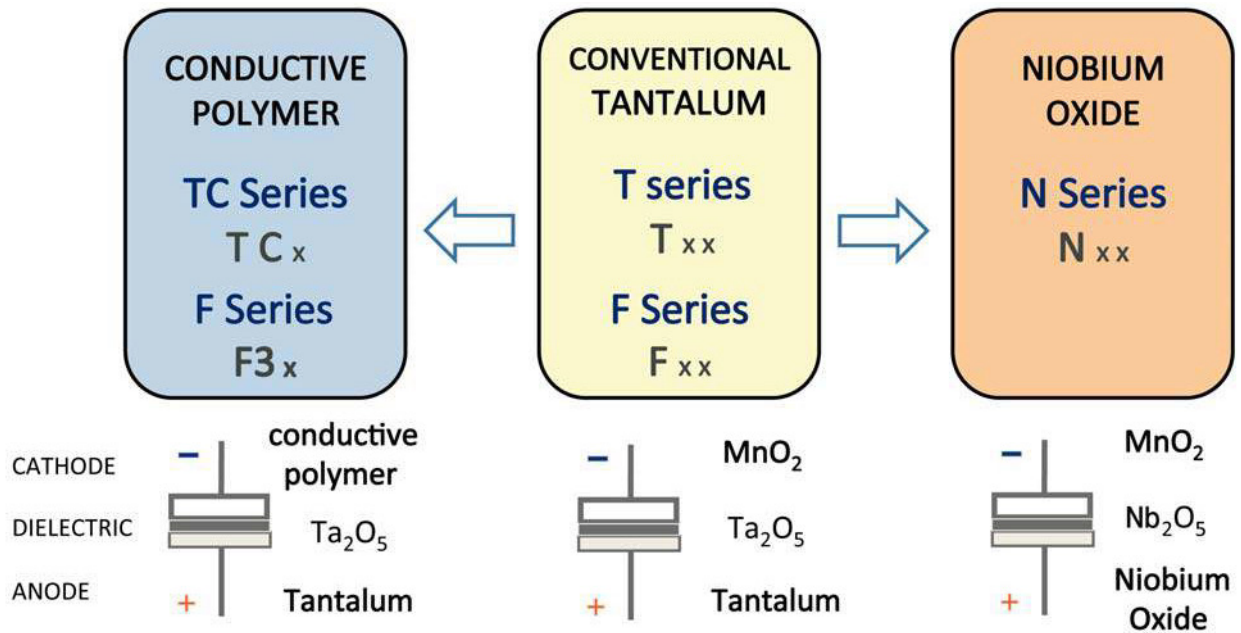 CONDUCTIVE
POLYMER
TC Series
T C x
F Series
F3 x
CONVENTIONAL
TANTALUM
T series
T x x
F Series
F x x
NIOBIUM
OXIDE
N Series
N x x
CATHODE
DIELECTRIC
ANODE
−
conductive
polymer
Ta₂O₅
+
Tantalum
−
MnO₂
Ta₂O₅
+
Tantalum
−
MnO₂
Nb₂O₅
+
Niobium
Oxide